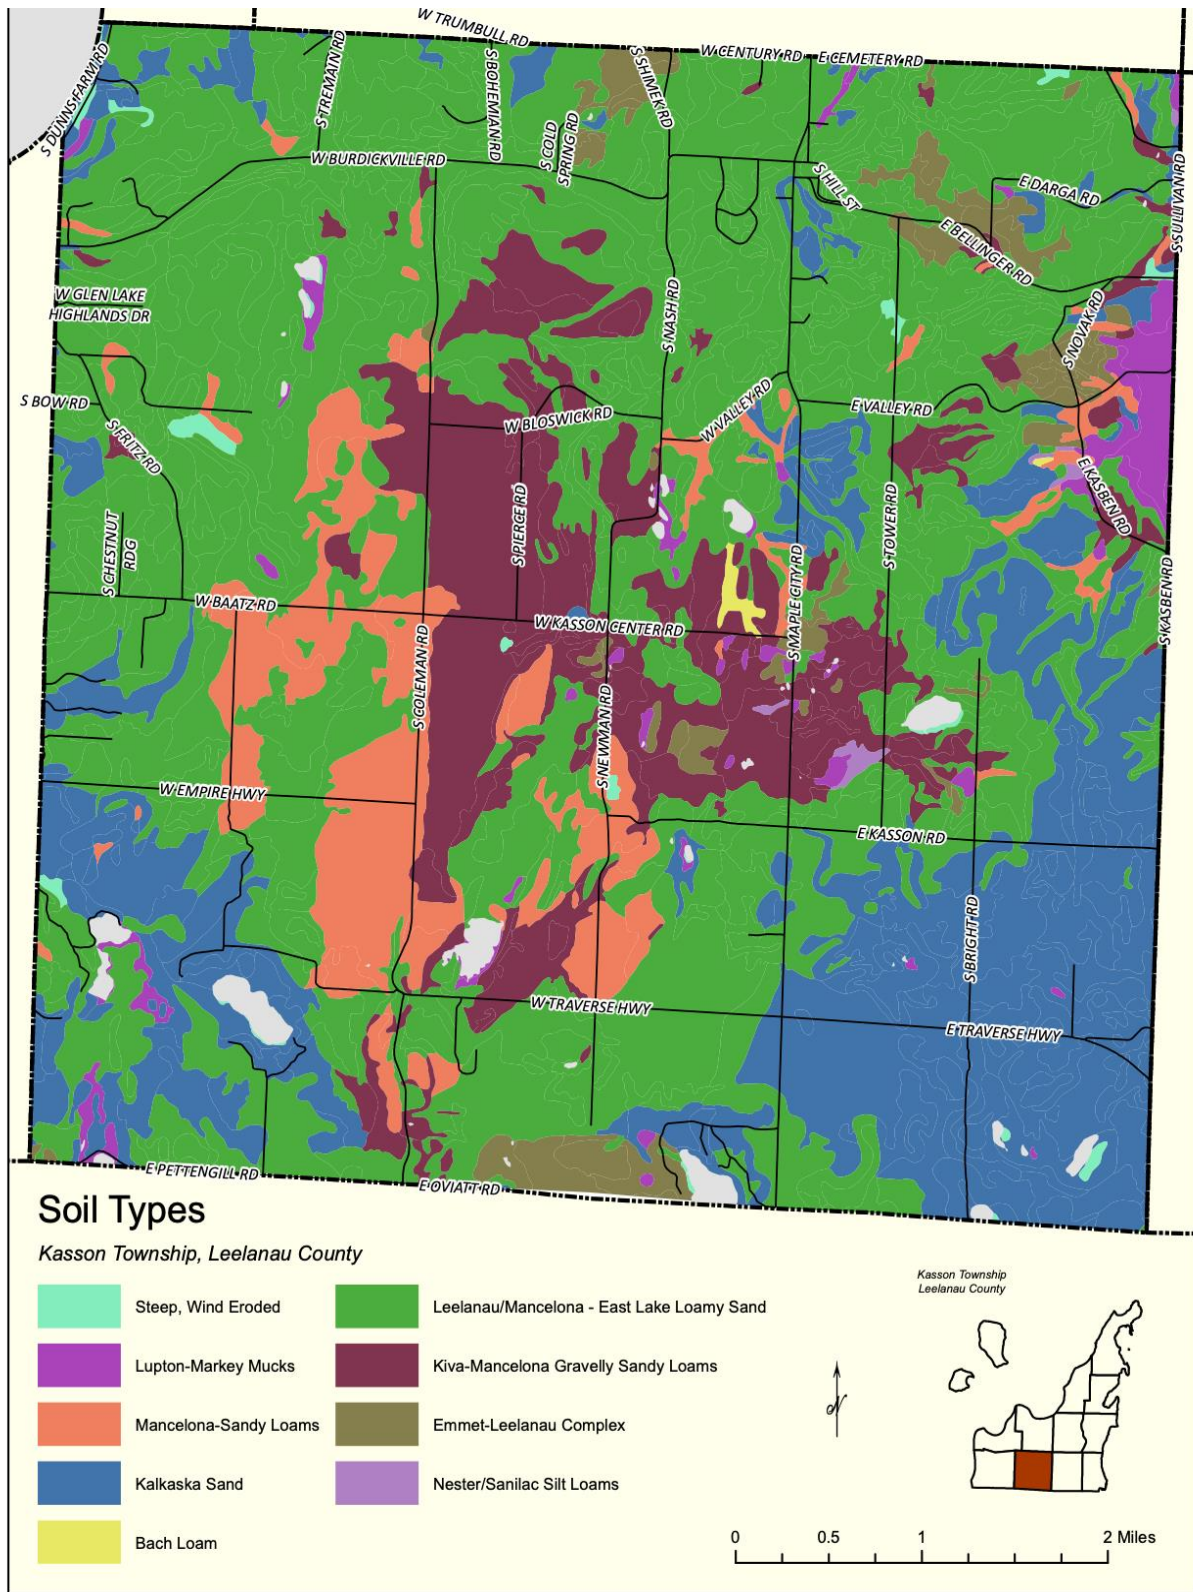 W TRUMBULL RD
W CENTURY RD
E CEMETERY RD
S DUNNS FARM RD
S TREMAIN RD
S BOHEMIAN RD
S SHIMEK RD
S COLD
SPRING RD
W BURDICKVILLE RD
S HILL ST
E DARGA RD
S SULLIVAN RD
E BELLINGER RD
W GLEN LAKE
HIGHLANDS DR
S NASH RD
S NOVAK RD
S BOW RD
S FRITZ RD
W BLOSWICK RD
W VALLEY RD
E VALLEY RD
E KASBEN RD
S CHESTNUT
RDG
S PIERCE RD
S TOWER RD
S MAPLE CITY RD
S KASBEN RD
W BAATZ RD
W KASSON CENTER RD
S COLEMAN RD
S NEWMAN RD
W EMPIRE HWY
E KASSON RD
S BRIGHT RD
W TRAVERSE HWY
E TRAVERSE HWY
E PETTENGILL RD
E OVIATT RD
Soil Types
Kasson Township, Leelanau County
Steep, Wind Eroded
Lupton-Markey Mucks
Mancelona-Sandy Loams
Kalkaska Sand
Bach Loam
Leelanau/Mancelona - East Lake Loamy Sand
Kiva-Mancelona Gravelly Sandy Loams
Emmet-Leelanau Complex
Nester/Sanilac Silt Loams
N
Kasson Township
Leelanau County
0 0.5 1 2 Miles